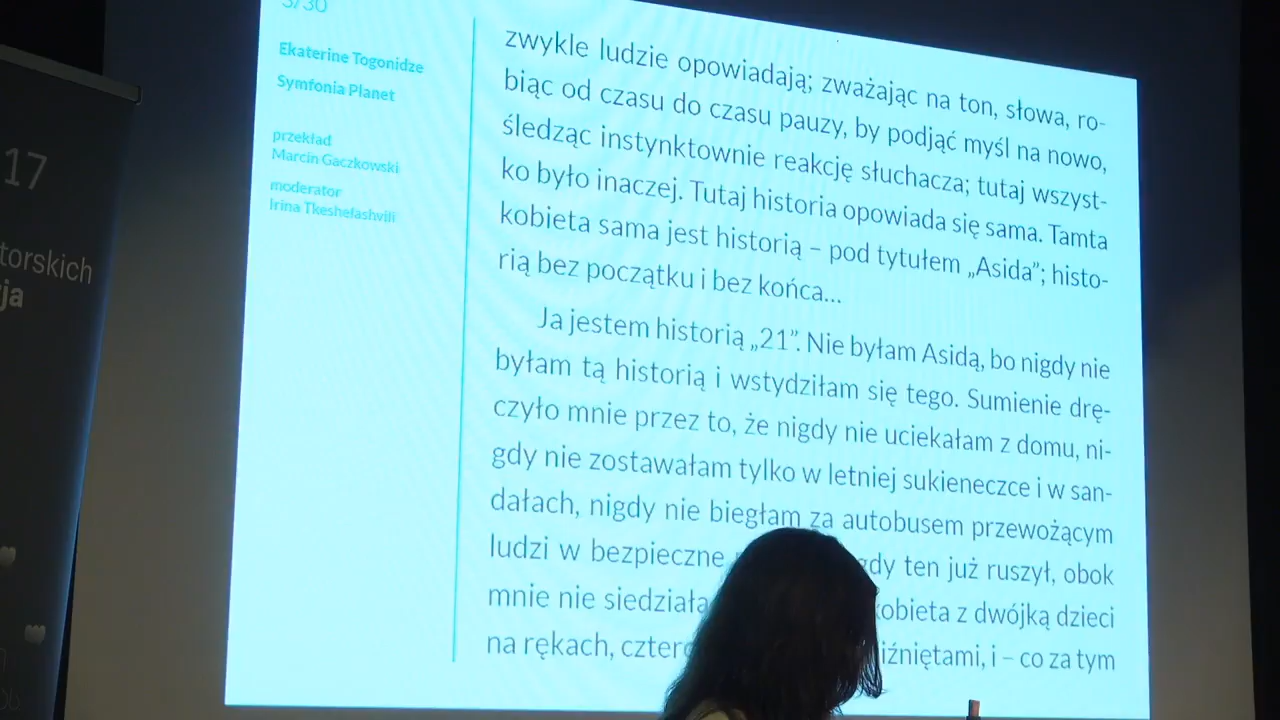 17
torskich
ja
3/30
Ekaterine Togonidze
Symfonia Planet
przekład
Marcin Gaczkowski
moderator
Irina Tkeshelashvili
zwykle ludzie opowiadają; zważając na ton, słowa, ro-
biąc od czasu do czasu pauzy, by podjąć myśl na nowo,
śledząc instynktownie reakcję słuchacza; tutaj wszyst-
ko było inaczej. Tutaj historia opowiada się sama. Tamta
kobieta sama jest historią – pod tytułem „Asida”; histo-
rią bez początku i bez końca...
Ja jestem historią „21”. Nie byłam Asidą, bo nigdy nie
byłam tą historią i wstydziłam się tego. Sumienie drę-
czyło mnie przez to, że nigdy nie uciekałam z domu, ni-
gdy nie zostawałam tylko w letniej sukieneczce i w san-
dałach, nigdy nie biegłam za autobusem przewożącym
ludzi w bezpieczne gdy ten już ruszył, obok
mnie nie siedziała kobieta z dwójką dzieci
na rękach, i – co za tym